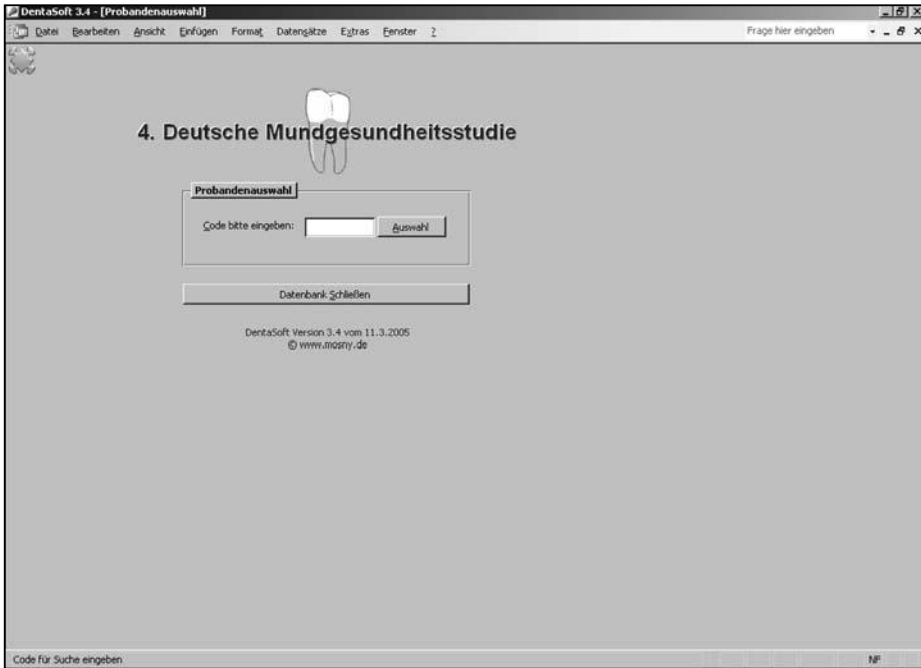 DentaSoft 3.4 - [Probandenauswahl]
Datei Bearbeiten Ansicht Einfügen Format Datensätze Extras Fenster ? Frage hier eingeben
4. Deutsche Mundgesundheitsstudie
Probandenauswahl
Code bitte eingeben: Auswahl
Datenbank Schließen
DentaSoft Version 3.4 vom 11.3.2005
© www.mosny.de
Code für Suche eingeben NF